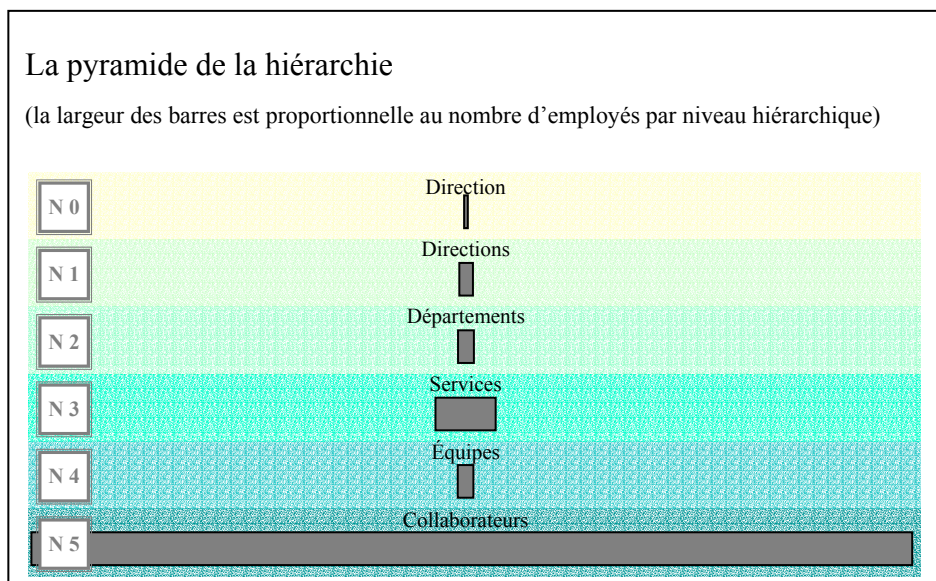 La pyramide de la hiérarchie
(la largeur des barres est proportionnelle au nombre d’employés par niveau hiérarchique)
Direction
N 0
Directions
N 1
Départements
N 2
Services
N 3
Équipes
N 4
Collaborateurs
N 5